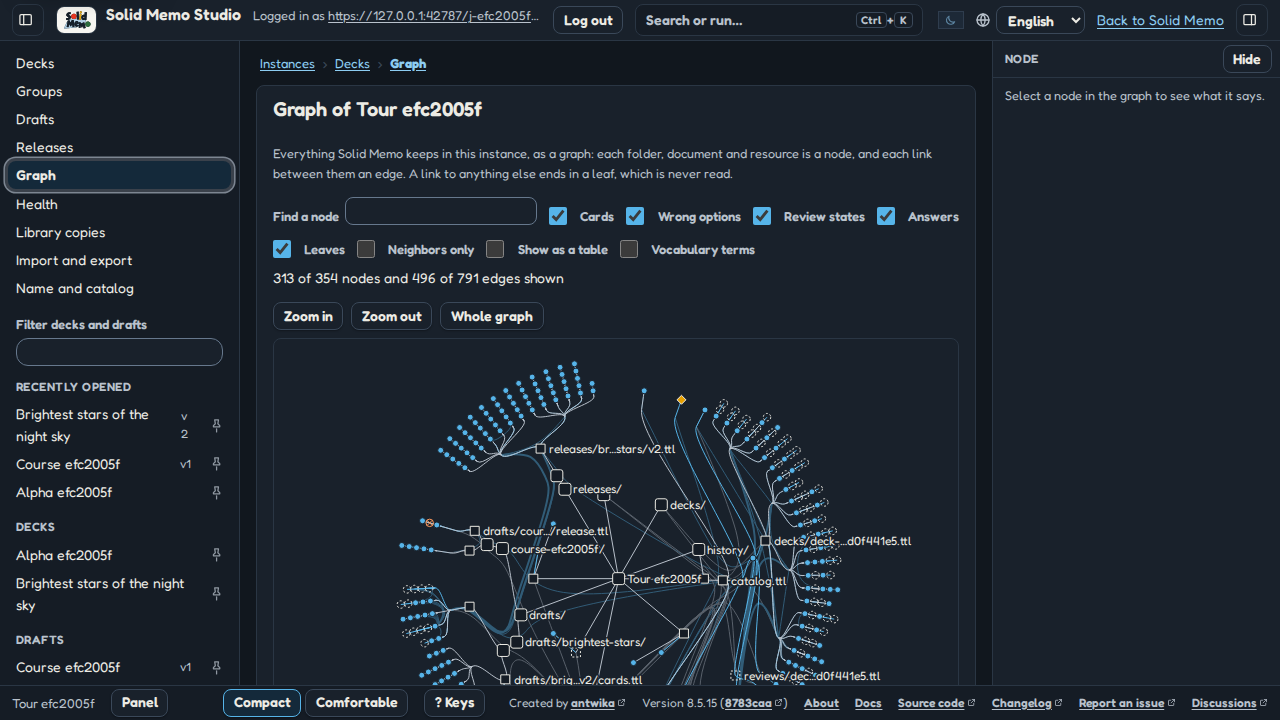 Solid Memo Studio
Logged in as https://127.0.0.1:42787/j-efc2005f...
Log out
Search or run...
Ctrl + K
English
Back to Solid Memo
Decks
Groups
Drafts
Releases
Graph
Health
Library copies
Import and export
Name and catalog
Filter decks and drafts
RECENTLY OPENED
Brightest stars of the night sky
v 2
Course efc2005f
v1
Alpha efc2005f
DECKS
Alpha efc2005f
Brightest stars of the night sky
DRAFTS
Course efc2005f
v1
Instances › Decks › Graph
Graph of Tour efc2005f
Everything Solid Memo keeps in this instance, as a graph: each folder, document and resource is a node, and each link
between them an edge. A link to anything else ends in a leaf, which is never read.
Find a node
Cards
Wrong options
Review states
Answers
Leaves
Neighbors only
Show as a table
Vocabulary terms
313 of 354 nodes and 496 of 791 edges shown
Zoom in
Zoom out
Whole graph
releases/br...stars/v2.ttl
releases/
decks/
drafts/cour.../release.ttl
decks/deck-...d0f441e5.ttl
course-efc2005f/
history/
Tour efc2005f
catalog.ttl
drafts/
drafts/brightest-stars/
reviews/dec...d0f441e5.ttl
drafts/brig...v2/cards.ttl
NODE
Hide
Select a node in the graph to see what it says.
Tour efc2005f
Panel
Compact
Comfortable
? Keys
Created by antwika
Version 8.5.15 (8783caa)
About
Docs
Source code
Changelog
Report an issue
Discussions